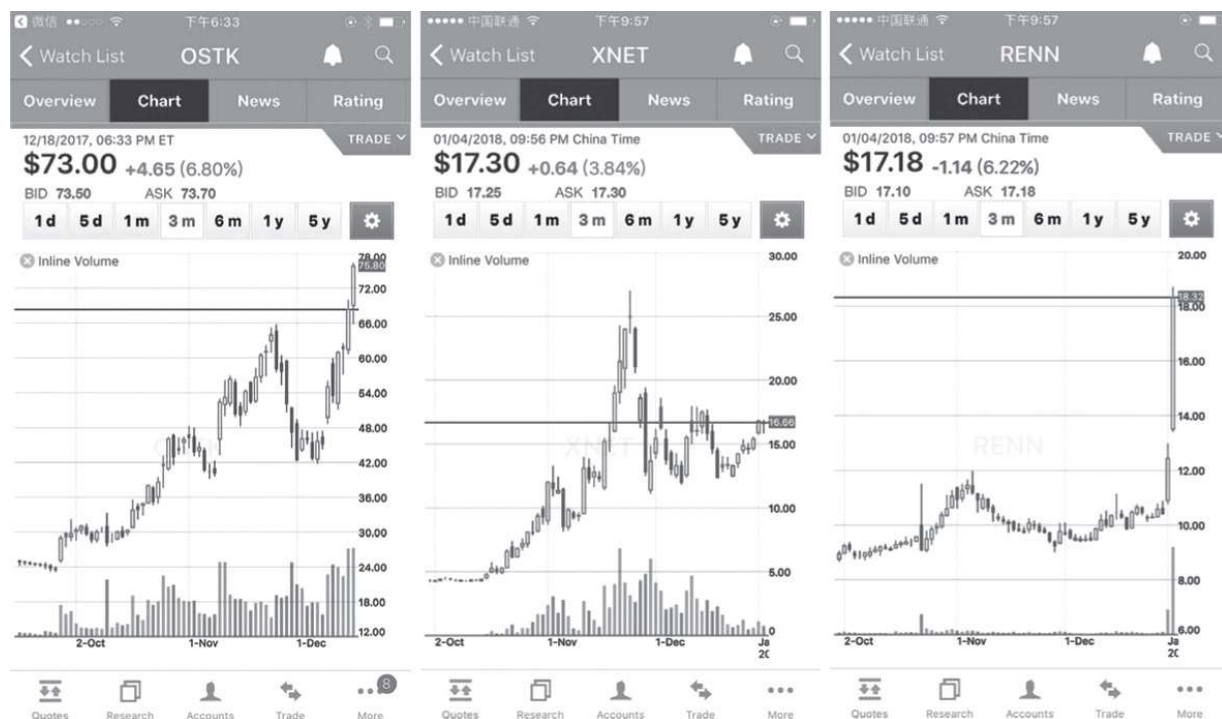 微信 下午6:33
Watch List OSTK
Overview Chart News Rating
12/18/2017, 06:33 PM ET TRADE
$73.00 +4.65 (6.80%)
BID 73.50 ASK 73.70
1d 5d 1m 3m 6m 1y 5y
Inline Volume
78.00
75.80
72.00
66.00
60.00
54.00
48.00
OSTK
42.00
36.00
30.00
24.00
18.00
12.00
2-Oct 1-Nov 1-Dec
8
Quotes Research Accounts Trade More
中国联通 下午9:57
Watch List XNET
Overview Chart News Rating
01/04/2018, 09:56 PM China Time TRADE
$17.30 +0.64 (3.84%)
BID 17.25 ASK 17.30
1d 5d 1m 3m 6m 1y 5y
Inline Volume
30.00
25.00
20.00
16.66
15.00
XNET
10.00
5.00
0
2-Oct 1-Nov 1-Dec Ja
20
Quotes Research Accounts Trade More
中国联通 下午9:57
Watch List RENN
Overview Chart News Rating
01/04/2018, 09:57 PM China Time TRADE
$17.18 -1.14 (6.22%)
BID 17.10 ASK 17.18
1d 5d 1m 3m 6m 1y 5y
Inline Volume
20.00
18.32
18.00
16.00
14.00
RENN
12.00
10.00
8.00
6.00
2-Oct 1-Nov 1-Dec Ja
20
Quotes Research Accounts Trade More